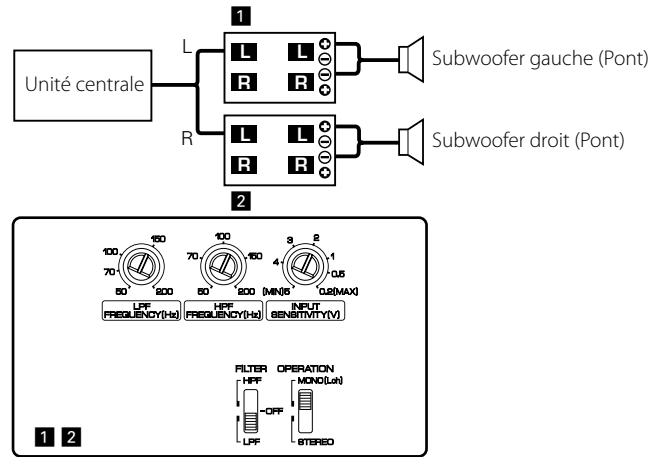 1
L
L L + −
R R − +
Unité centrale
Subwoofer gauche (Pont)
R
L L + −
R R − +
Subwoofer droit (Pont)
2
50 70 100 150 200
LPF
FREQUENCY(Hz)
50 70 100 150 200
HPF
FREQUENCY(Hz)
(MIN)5 4 3 2 1 0.5 0.2(MAX)
INPUT
SENSITIVITY(V)
FILTER OPERATION
HPF MONO(Lch)
OFF
LPF STEREO
1 2